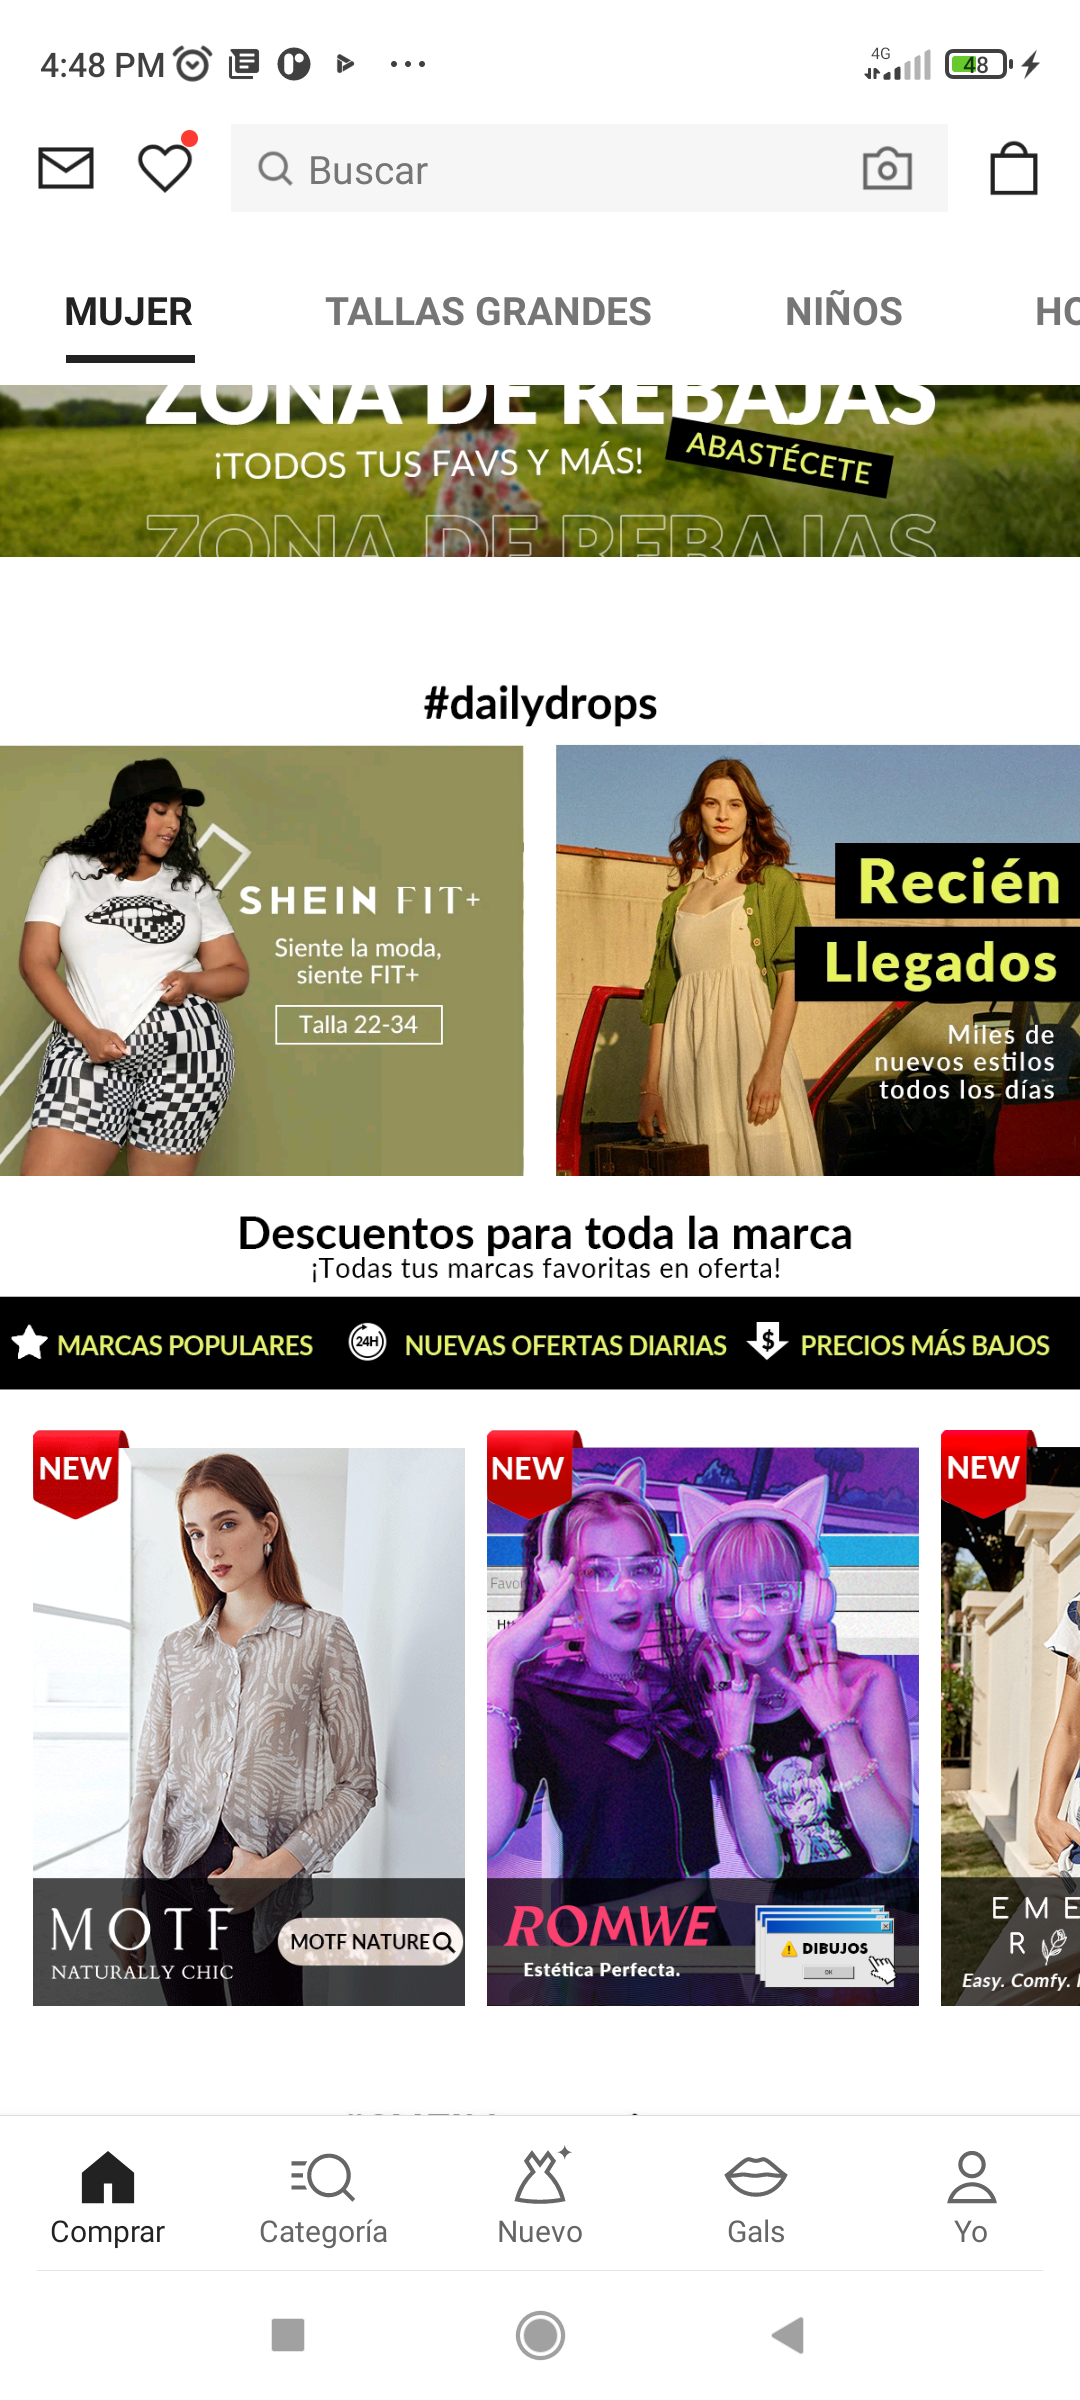 4:48 PM
4G
48
Buscar
MUJER
TALLAS GRANDES
NIÑOS
ZONA DE REBAJAS
¡TODOS TUS FAVS Y MÁS!
ABASTÉCETE
ZONA DE REBAJAS
#dailydrops
SHEIN FIT+
Siente la moda,
siente FIT+
Talla 22-34
Recién
Llegados
Miles de
nuevos estilos
todos los días
Descuentos para toda la marca
¡Todas tus marcas favoritas en oferta!
MARCAS POPULARES
24H
NUEVAS OFERTAS DIARIAS
$
PRECIOS MÁS BAJOS
NEW
MOTF
NATURALLY CHIC
MOTF NATURE
NEW
ROMWE
Estética Perfecta.
DIBUJOS
OK
NEW
Easy. Comfy.
Comprar
Categoría
Nuevo
Gals
Yo